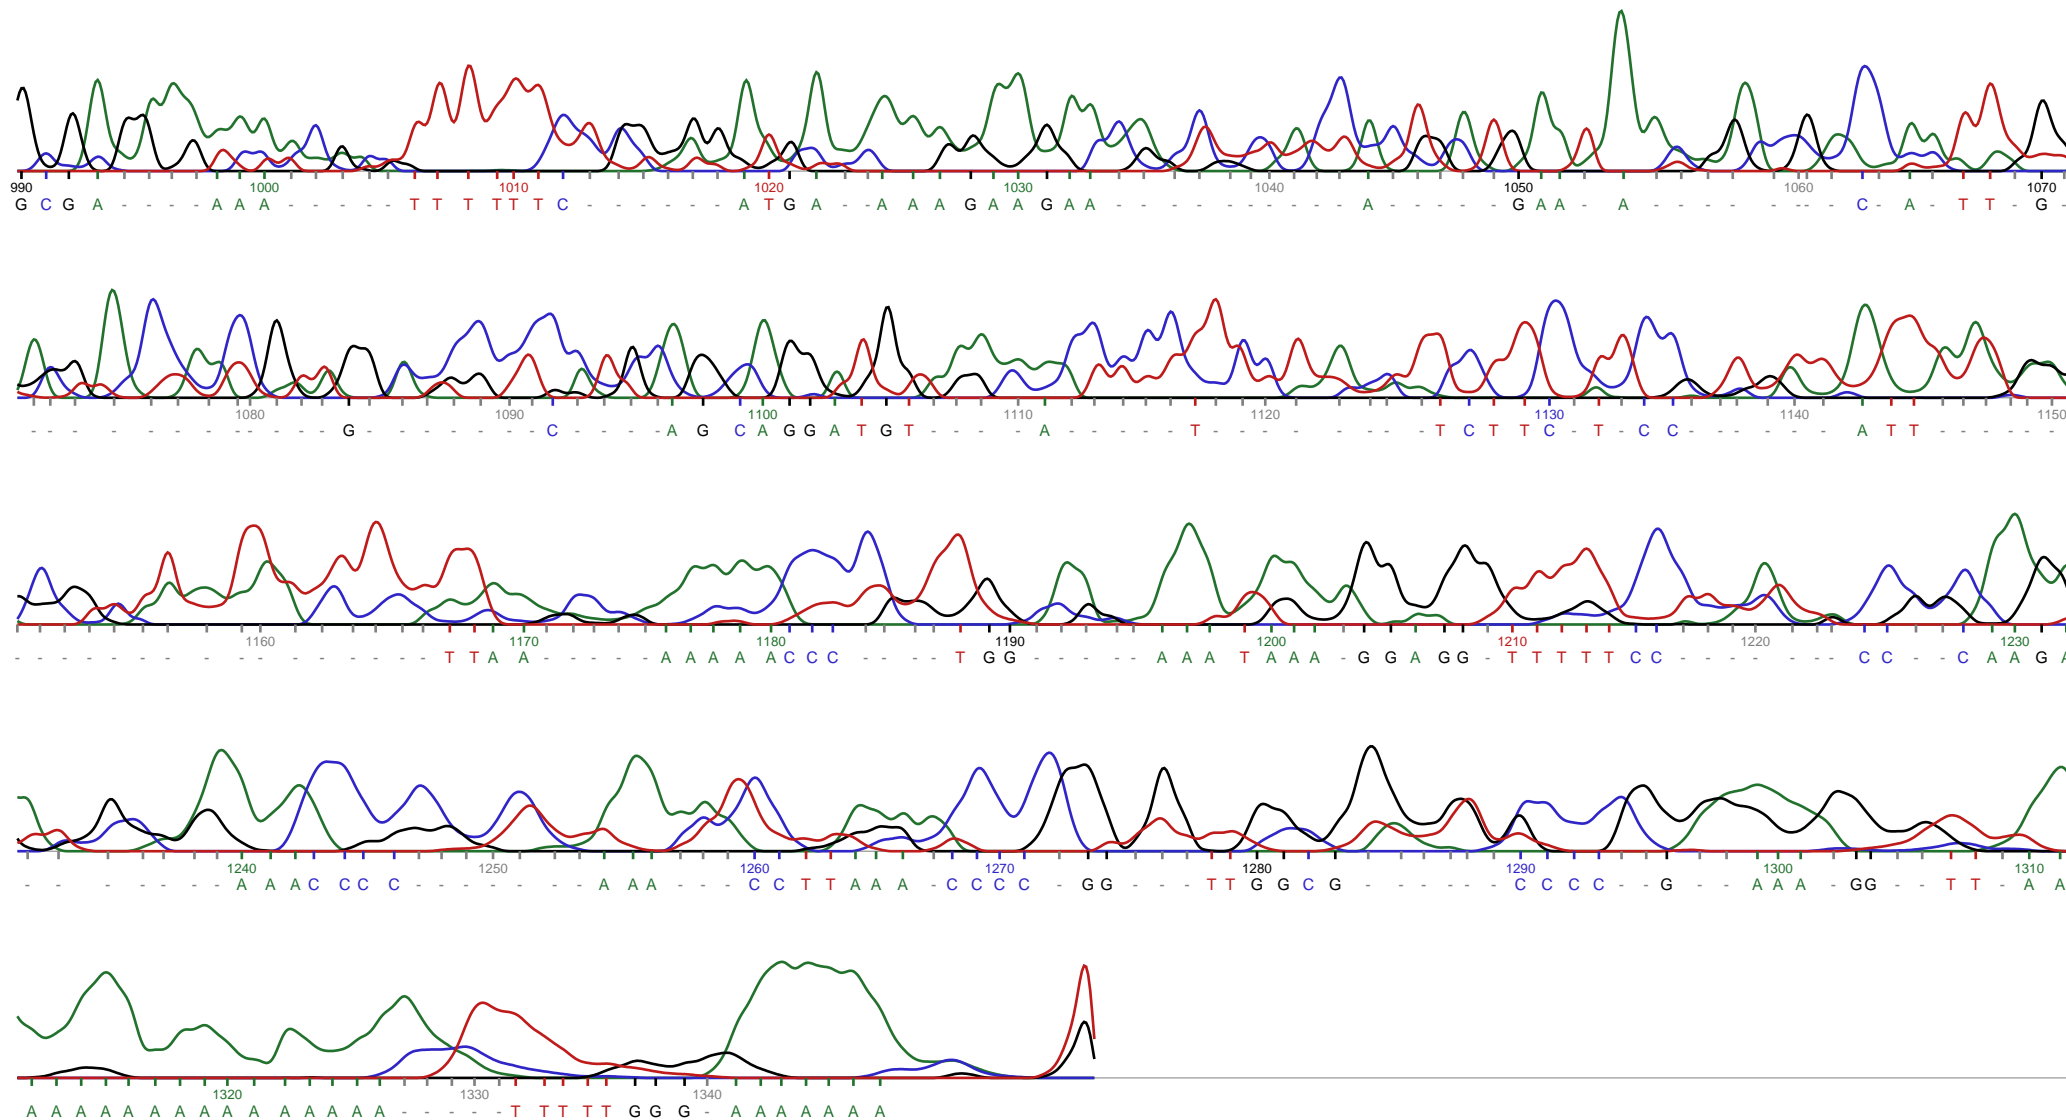 990 1000 1010 1020 1030 1040 1050 1060 1070
G C G A - - - - A A A - - - - - - T T T T T T C - - - - - - - A T G A - - A A A G A A G A A - - - - - - - - - - - A - - - - - - G A A - A - - - - - - - - - - C - A - T T - G -
1080 1090 1100 1110 1120 1130 1140 1150
- - - - - - - - - - - - - G - - - - - - - C - - - - A G C A G G A T G T - - - - A - - - - - - T - - - - - - - - - T C T T C - T - C C - - - - - - - A T T - - - - - -
1160 1170 1180 1190 1200 1210 1220 1230
- - - - - - - - - - - - - - - - - T T A A - - - - - A A A A A C C C - - - - - T G G - - - - - - A A A T A A A - G G A G G - T T T T T C C - - - - - - - - C C - - C A A G A
1240 1250 1260 1270 1280 1290 1300 1310
- - - - - - - - A A A C C C C - - - - - - - - A A A - - - C C T T A A A - C C C C - - G G - - - T T G G C G - - - - - - - C C C C - - G - - A A A - G G - - T T - A A
1320 1330 1340
A A A A A A A A A A A A A A A - - - - - T T T T T G G G - A A A A A A A